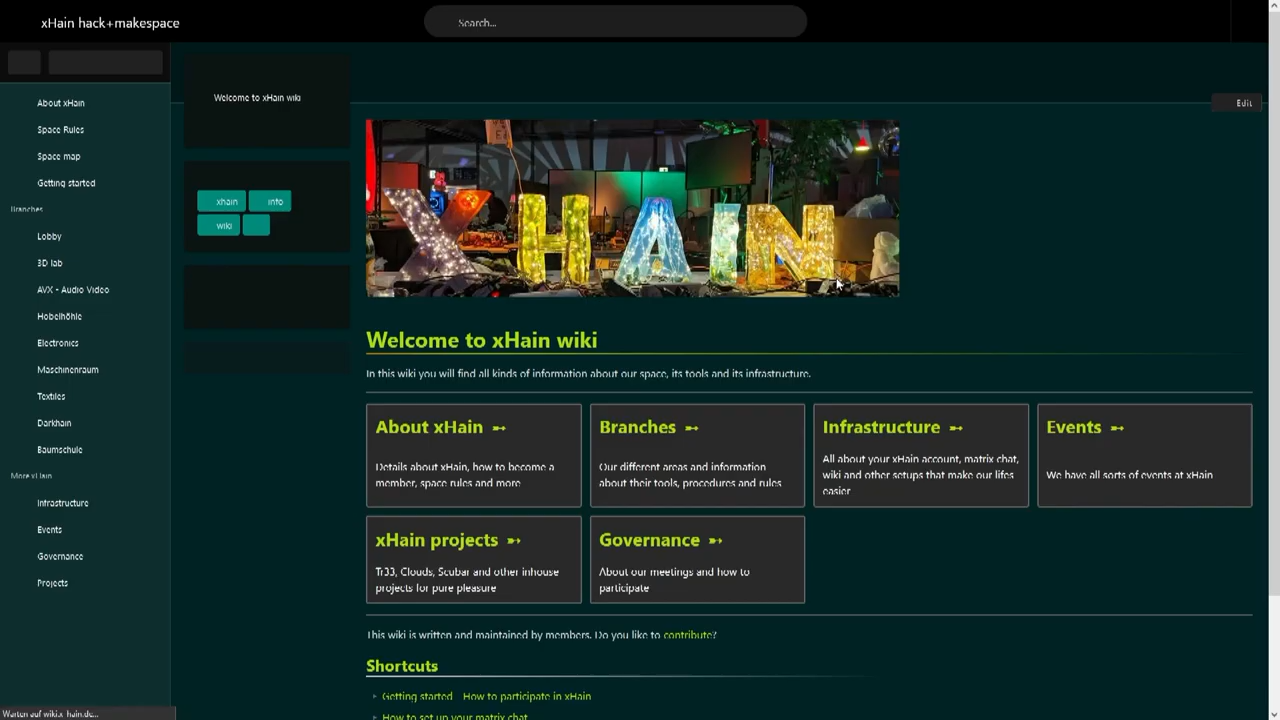 xHain hack+makespace
Search...
About xHain
Space Rules
Space map
Getting started
Branches
Lobby
3D lab
AVX - Audio Video
Hobelhöhle
Electronics
Maschinenraum
Textiles
Darkhain
Baumschule
More xHain
Infrastructure
Events
Governance
Projects
Welcome to xHain wiki
xhain
info
wiki
Edit
XHAIN
Welcome to xHain wiki
In this wiki you will find all kinds of information about our space, its tools and its infrastructure.
About xHain ➸
Details about xHain, how to become a
member, space rules and more
Branches ➸
Our different areas and information
about their tools, procedures and rules
Infrastructure ➸
All about your xHain account, matrix chat,
wiki and other setups that make our lifes
easier
Events ➸
We have all sorts of events at xHain
xHain projects ➸
Tr33, Clouds, Scubar and other inhouse
projects for pure pleasure
Governance ➸
About our meetings and how to
participate
This wiki is written and maintained by members. Do you like to contribute?
Shortcuts
Getting started - How to participate in xHain
How to set up your matrix chat
Warten auf wiki.x-hain.de...